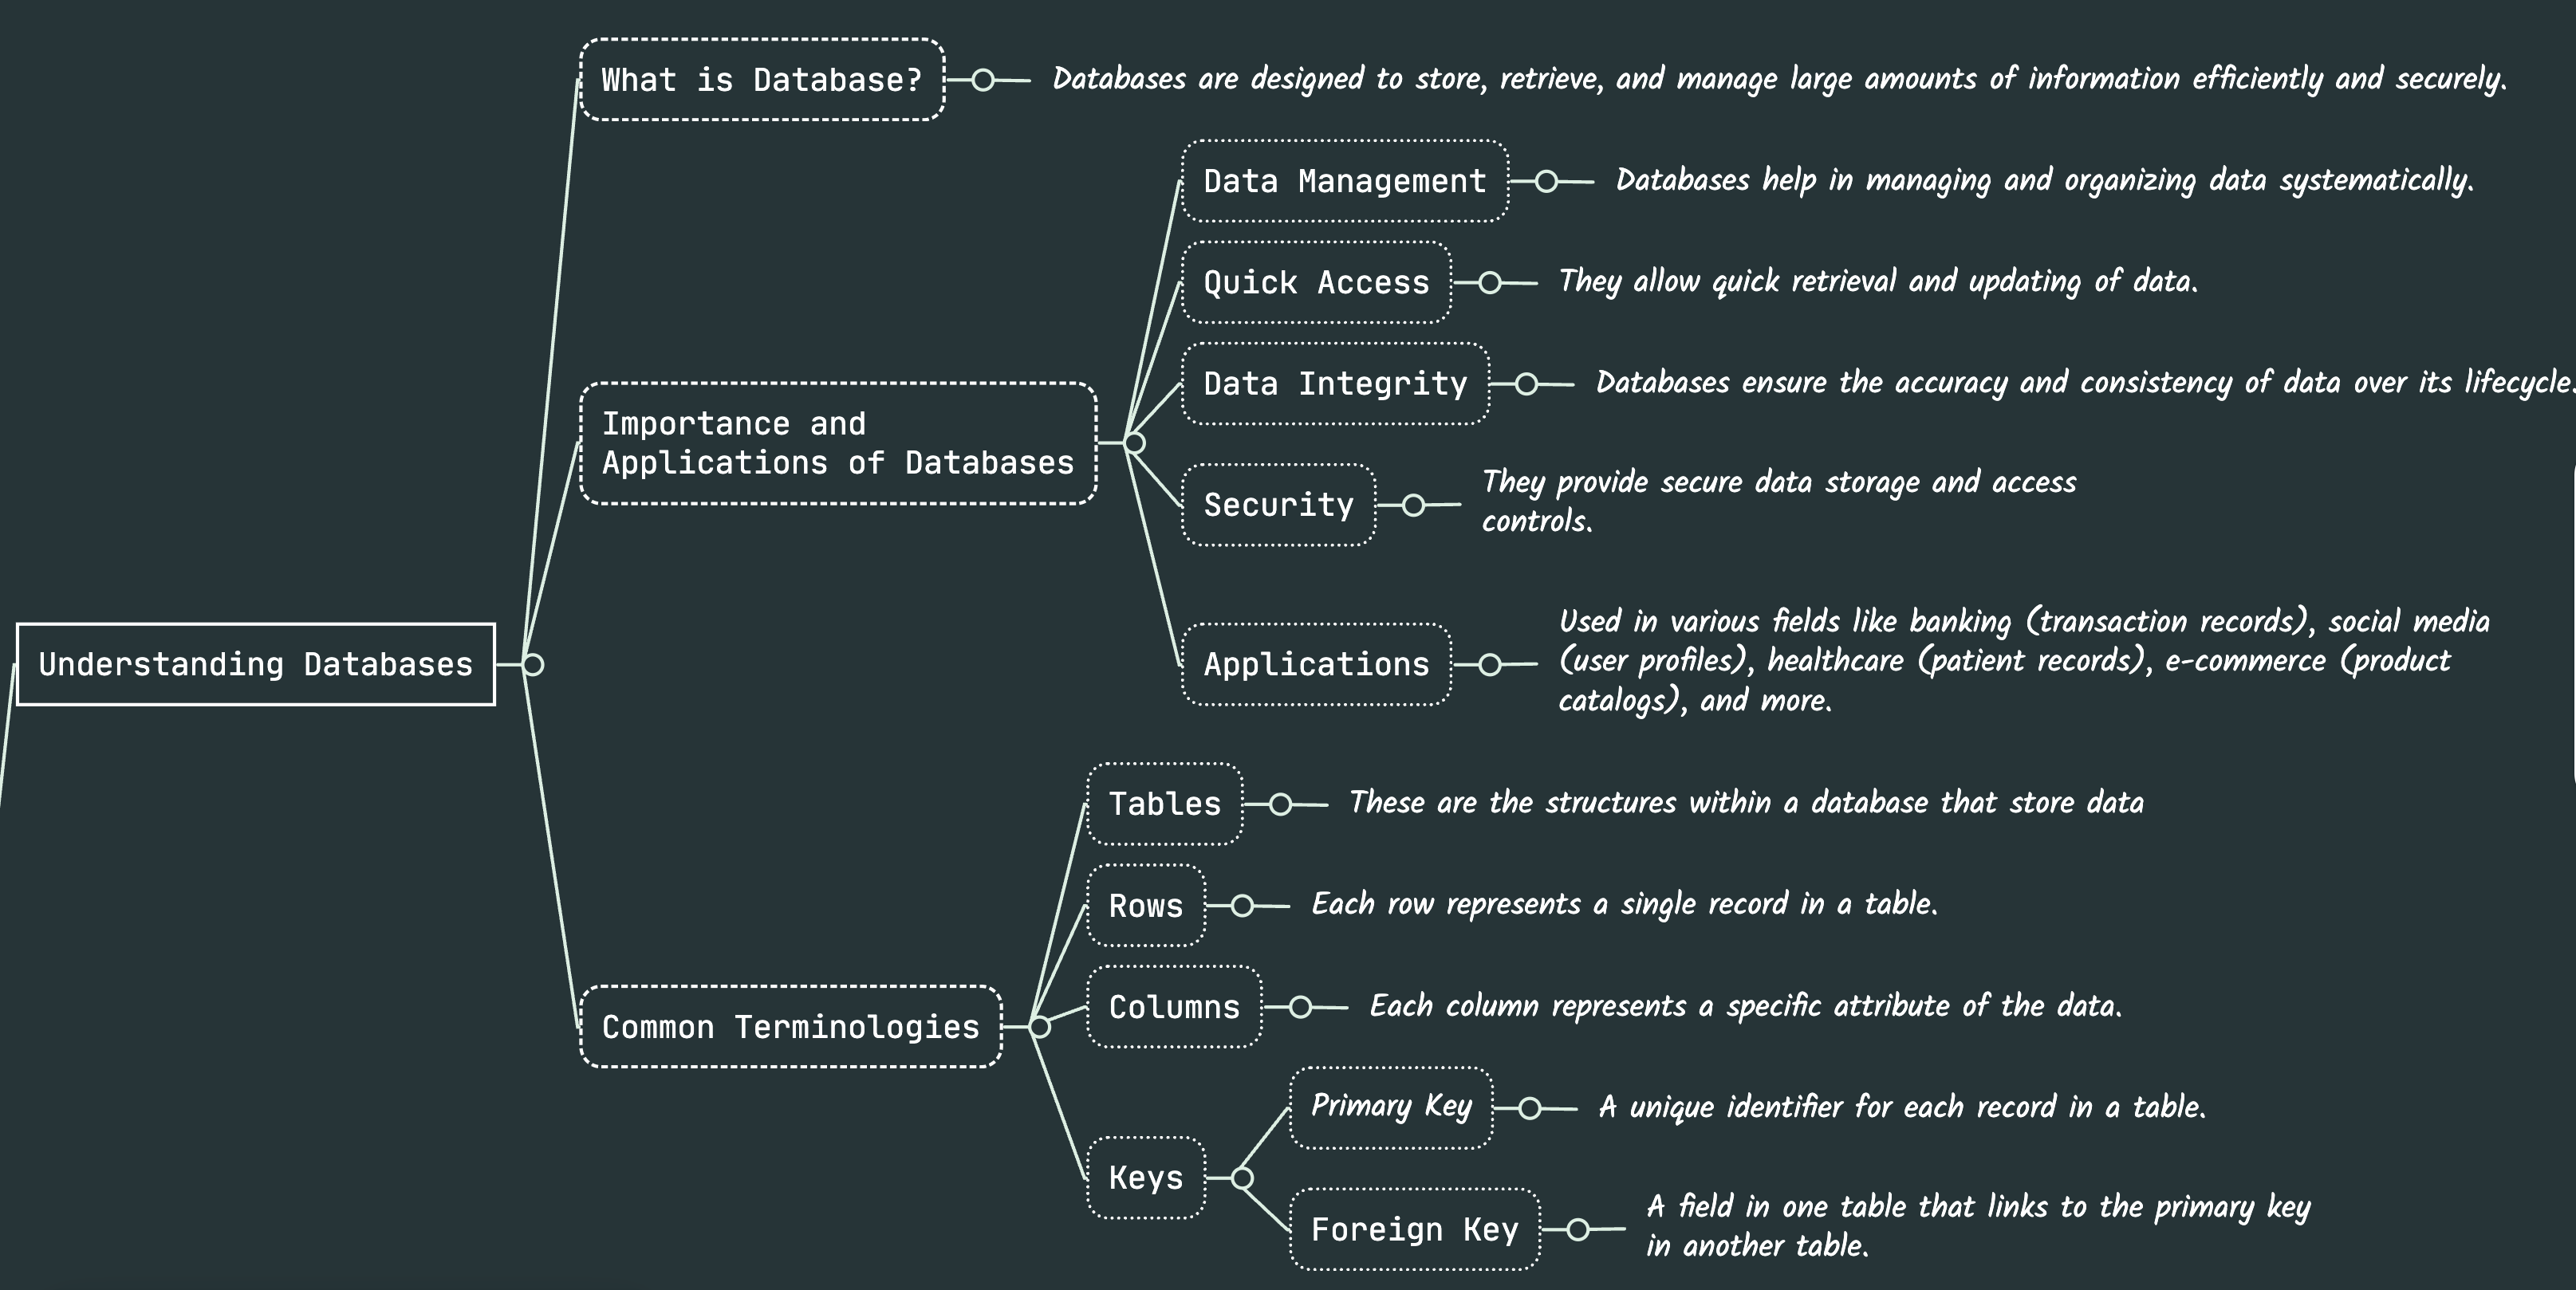 What is Database?
Databases are designed to store, retrieve, and manage large amounts of information efficiently and securely.
Data Management
Databases help in managing and organizing data systematically.
Quick Access
They allow quick retrieval and updating of data.
Data Integrity
Databases ensure the accuracy and consistency of data over its lifecycle.
Importance and
Applications of Databases
Security
They provide secure data storage and access
controls.
Understanding Databases
Applications
Used in various fields like banking (transaction records), social media
(user profiles), healthcare (patient records), e-commerce (product
catalogs), and more.
Tables
These are the structures within a database that store data
Rows
Each row represents a single record in a table.
Columns
Each column represents a specific attribute of the data.
Common Terminologies
Primary Key
A unique identifier for each record in a table.
Keys
Foreign Key
A field in one table that links to the primary key
in another table.